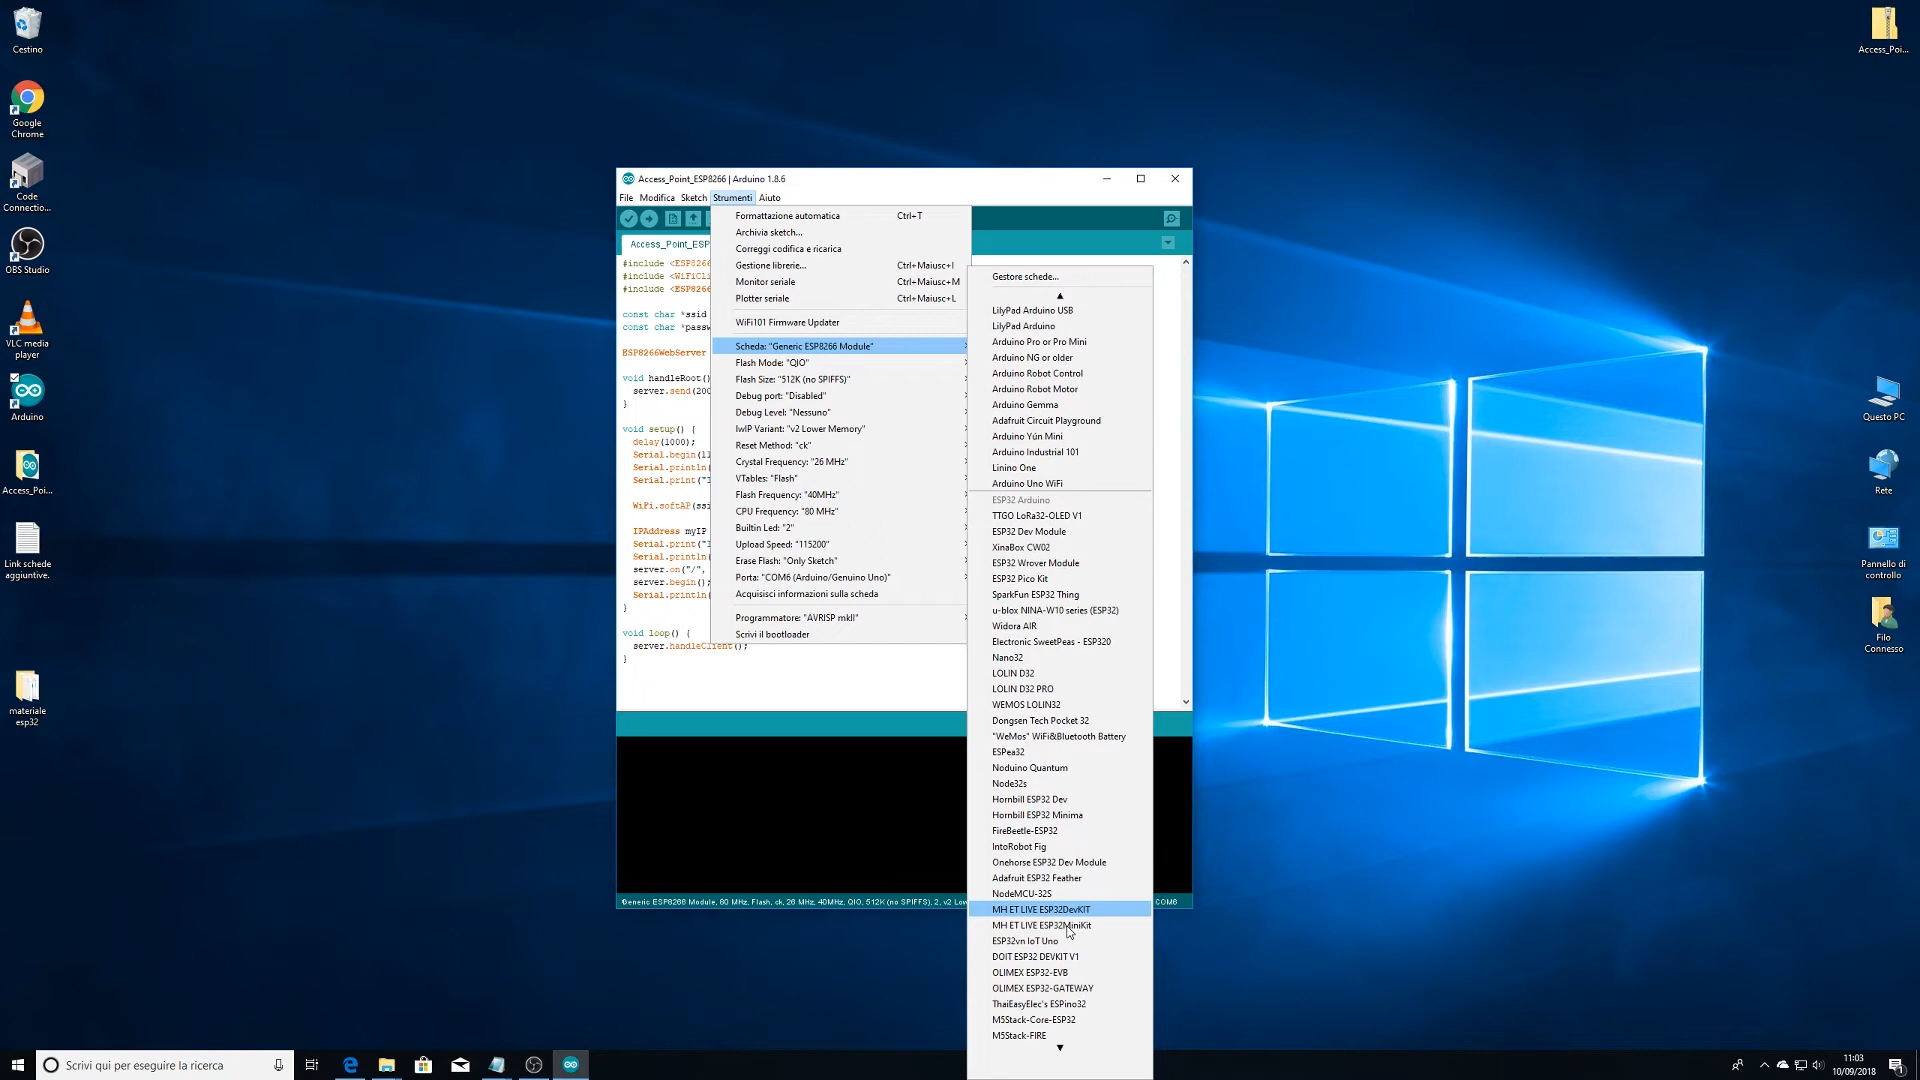 Cestino
Google
Chrome
Code
Connectio...
OBS Studio
VLC media
player
Arduino
Access_Poi...
Link schede
aggiuntive.
materiale
esp32
Access_Poi...
Questo PC
Rete
Pannello di
controllo
Filo
Connesso
Access_Point_ESP8266 | Arduino 1.8.6
File Modifica Sketch Strumenti Aiuto
Access_Point_ESP
#include <ESP8266
#include <WiFiCli
#include <ESP8266
const char *ssid
const char *passw
ESP8266WebServer
void handleRoot()
server.send(200
}
void setup() {
delay(1000);
Serial.begin(11
Serial.println(
Serial.print("I
WiFi.softAP(ssi
IPAddress myIP
Serial.print("I
Serial.println(
server.on("/",
server.begin();
Serial.println(
}
void loop() {
server.handleClient();
}
Formattazione automatica Ctrl+T
Archivia sketch...
Correggi codifica e ricarica
Gestione librerie... Ctrl+Maiusc+I
Monitor seriale Ctrl+Maiusc+M
Plotter seriale Ctrl+Maiusc+L
WiFi101 Firmware Updater
Scheda: "Generic ESP8266 Module"
Flash Mode: "QIO"
Flash Size: "512K (no SPIFFS)"
Debug port: "Disabled"
Debug Level: "Nessuno"
lwIP Variant: "v2 Lower Memory"
Reset Method: "ck"
Crystal Frequency: "26 MHz"
VTables: "Flash"
Flash Frequency: "40MHz"
CPU Frequency: "80 MHz"
Builtin Led: "2"
Upload Speed: "115200"
Erase Flash: "Only Sketch"
Porta: "COM6 (Arduino/Genuino Uno)"
Acquisisci informazioni sulla scheda
Programmatore: "AVRISP mkII"
Scrivi il bootloader
Gestore schede...
LilyPad Arduino USB
LilyPad Arduino
Arduino Pro or Pro Mini
Arduino NG or older
Arduino Robot Control
Arduino Robot Motor
Arduino Gemma
Adafruit Circuit Playground
Arduino Yún Mini
Arduino Industrial 101
Linino One
Arduino Uno WiFi
ESP32 Arduino
TTGO LoRa32-OLED V1
ESP32 Dev Module
XinaBox CW02
ESP32 Wrover Module
ESP32 Pico Kit
SparkFun ESP32 Thing
u-blox NINA-W10 series (ESP32)
Widora AIR
Electronic SweetPeas - ESP320
Nano32
LOLIN D32
LOLIN D32 PRO
WEMOS LOLIN32
Dongsen Tech Pocket 32
"WeMos" WiFi&Bluetooth Battery
ESPea32
Noduino Quantum
Node32s
Hornbill ESP32 Dev
Hornbill ESP32 Minima
FireBeetle-ESP32
IntoRobot Fig
Onehorse ESP32 Dev Module
Adafruit ESP32 Feather
NodeMCU-32S
MH ET LIVE ESP32DevKIT
MH ET LIVE ESP32MiniKit
ESP32vn IoT Uno
DOIT ESP32 DEVKIT V1
OLIMEX ESP32-EVB
OLIMEX ESP32-GATEWAY
ThaiEasyElec's ESPino32
M5Stack-Core-ESP32
M5Stack-FIRE
Generic ESP8266 Module, 80 MHz, Flash, ck, 26 MHz, 40MHz, QIO, 512K (no SPIFFS), 2, v2 Low COM6
Scrivi qui per eseguire la ricerca
11:03
10/09/2018